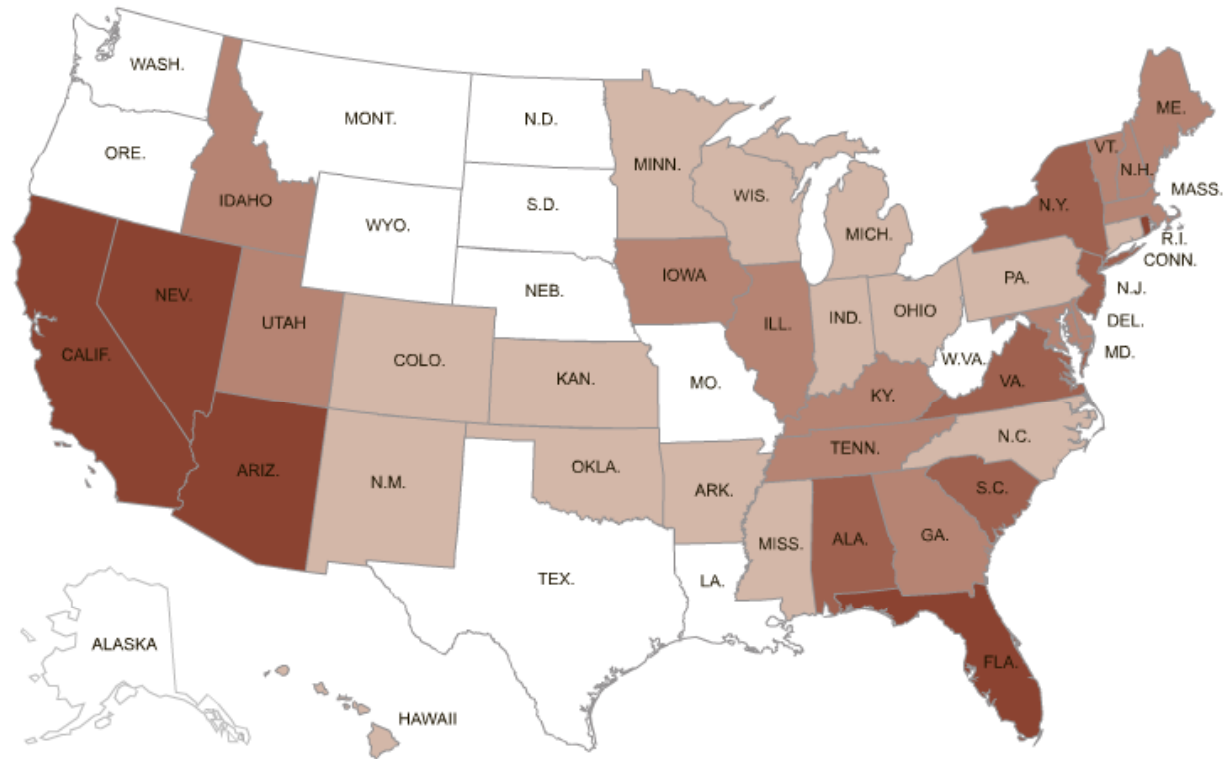 WASH.
MONT.
N.D.
ME.
ORE.
MINN.
VT.
N.H.
MASS.
IDAHO
WIS.
N.Y.
S.D.
WYO.
MICH.
R.I.
CONN.
NEB.
IOWA
PA.
N.J.
NEV.
UTAH
ILL.
IND.
OHIO
DEL.
CALIF.
COLO.
KAN.
MO.
W.VA.
VA.
MD.
KY.
ARIZ.
N.M.
OKLA.
TENN.
N.C.
ARK.
S.C.
MISS.
ALA.
GA.
TEX.
LA.
ALASKA
FLA.
HAWAII